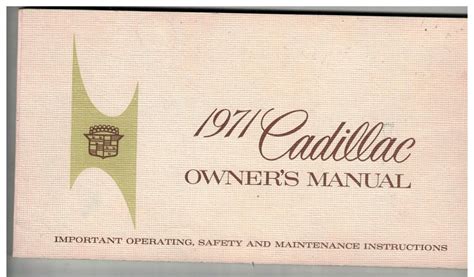 1971 Cadillac
OWNER'S MANUAL
IMPORTANT OPERATING, SAFETY AND MAINTENANCE INSTRUCTIONS